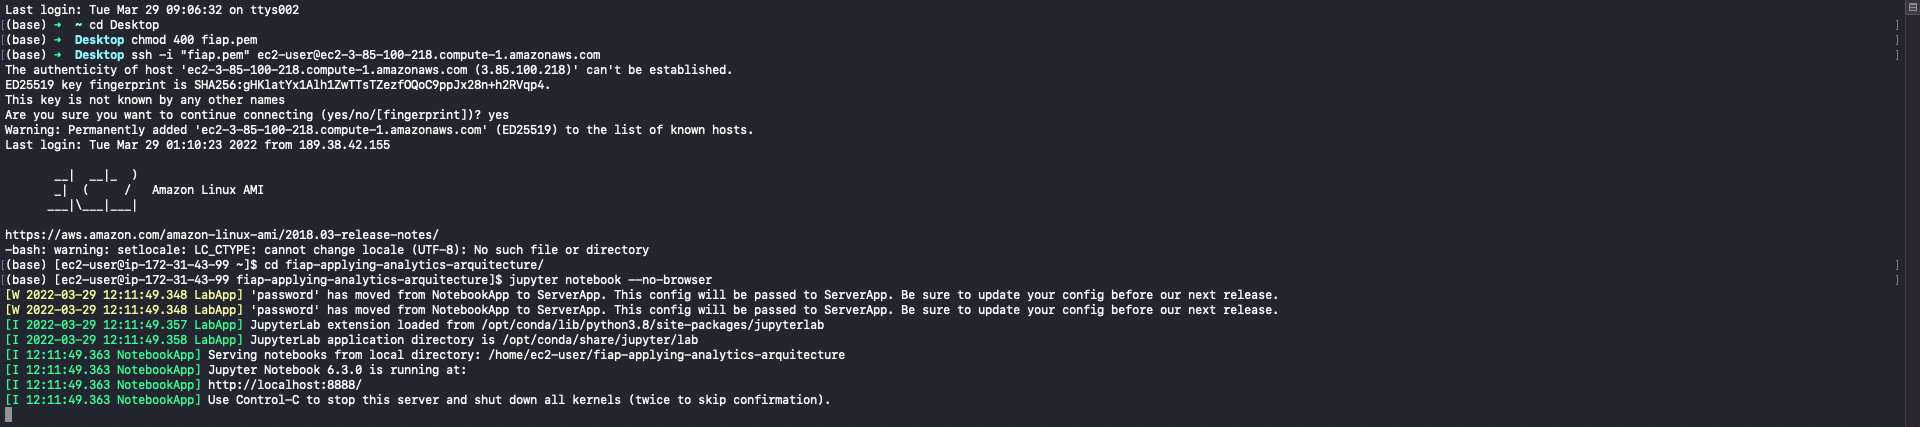 Last login: Tue Mar 29 09:06:32 on ttys002
[(base) ➜  ~ cd Desktop ]
[(base) ➜  Desktop chmod 400 fiap.pem ]
[(base) ➜  Desktop ssh -i "fiap.pem" ec2-user@ec2-3-85-100-218.compute-1.amazonaws.com ]
The authenticity of host 'ec2-3-85-100-218.compute-1.amazonaws.com (3.85.100.218)' can't be established.
ED25519 key fingerprint is SHA256:gHKlatYx1Alh1ZwTTsTZezfOQoC9ppJx28n+h2RVqp4.
This key is not known by any other names
Are you sure you want to continue connecting (yes/no/[fingerprint])? yes
Warning: Permanently added 'ec2-3-85-100-218.compute-1.amazonaws.com' (ED25519) to the list of known hosts.
Last login: Tue Mar 29 01:10:23 2022 from 189.38.42.155
       __|  __|_  )
       _|  (     /   Amazon Linux AMI
      ___|\___|___|
https://aws.amazon.com/amazon-linux-ami/2018.03-release-notes/
-bash: warning: setlocale: LC_CTYPE: cannot change locale (UTF-8): No such file or directory
[(base) [ec2-user@ip-172-31-43-99 ~]$ cd fiap-applying-analytics-arquitecture/ ]
[(base) [ec2-user@ip-172-31-43-99 fiap-applying-analytics-arquitecture]$ jupyter notebook --no-browser ]
[W 2022-03-29 12:11:49.348 LabApp] 'password' has moved from NotebookApp to ServerApp. This config will be passed to ServerApp. Be sure to update your config before our next release.
[W 2022-03-29 12:11:49.348 LabApp] 'password' has moved from NotebookApp to ServerApp. This config will be passed to ServerApp. Be sure to update your config before our next release.
[I 2022-03-29 12:11:49.357 LabApp] JupyterLab extension loaded from /opt/conda/lib/python3.8/site-packages/jupyterlab
[I 2022-03-29 12:11:49.358 LabApp] JupyterLab application directory is /opt/conda/share/jupyter/lab
[I 12:11:49.363 NotebookApp] Serving notebooks from local directory: /home/ec2-user/fiap-applying-analytics-arquitecture
[I 12:11:49.363 NotebookApp] Jupyter Notebook 6.3.0 is running at:
[I 12:11:49.363 NotebookApp] http://localhost:8888/
[I 12:11:49.363 NotebookApp] Use Control-C to stop this server and shut down all kernels (twice to skip confirmation).